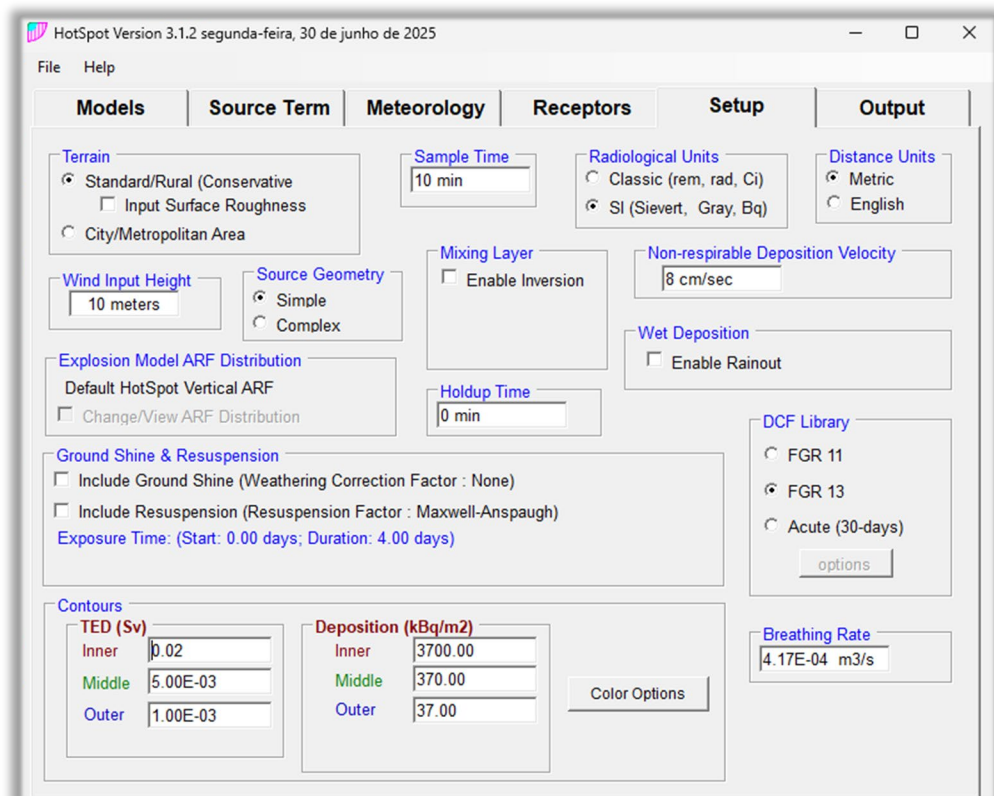 HotSpot Version 3.1.2 segunda-feira, 30 de junho de 2025
File Help
Models Source Term Meteorology Receptors Setup Output
Terrain
Standard/Rural (Conservative
Input Surface Roughness
City/Metropolitan Area
Sample Time
10 min
Radiological Units
Classic (rem, rad, Ci)
SI (Sievert, Gray, Bq)
Distance Units
Metric
English
Wind Input Height
10 meters
Source Geometry
Simple
Complex
Mixing Layer
Enable Inversion
Non-respirable Deposition Velocity
8 cm/sec
Wet Deposition
Enable Rainout
Explosion Model ARF Distribution
Default HotSpot Vertical ARF
Change/View ARF Distribution
Holdup Time
0 min
DCF Library
FGR 11
FGR 13
Acute (30-days)
options
Ground Shine & Resuspension
Include Ground Shine (Weathering Correction Factor : None)
Include Resuspension (Resuspension Factor : Maxwell-Anspaugh)
Exposure Time: (Start: 0.00 days; Duration: 4.00 days)
Contours
TED (Sv)
Inner 0.02
Middle 5.00E-03
Outer 1.00E-03
Deposition (kBq/m2)
Inner 3700.00
Middle 370.00
Outer 37.00
Color Options
Breathing Rate
4.17E-04 m3/s